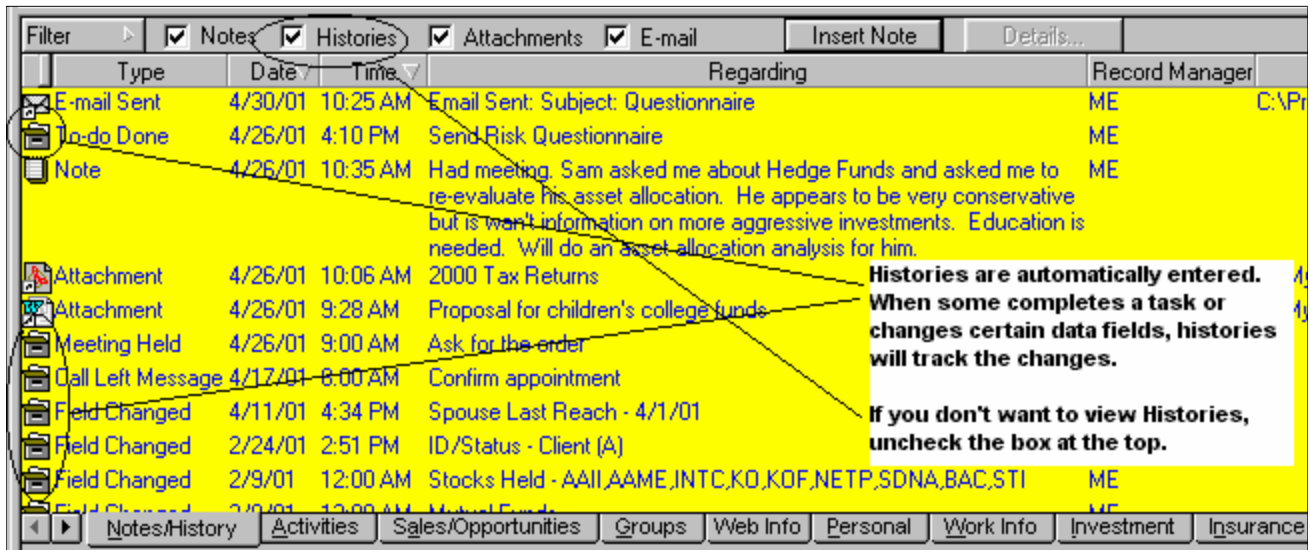 Filter Notes Histories Attachments E-mail Insert Note Details...
Type Date Time Regarding Record Manager
E-mail Sent 4/30/01 10:25 AM Email Sent: Subject: Questionnaire ME C:\Pr
To-do Done 4/26/01 4:10 PM Send Risk Questionnaire ME
Note 4/26/01 10:35 AM Had meeting. Sam asked me about Hedge Funds and asked me to ME
re-evaluate his asset allocation. He appears to be very conservative
but is wan't information on more aggressive investments. Education is
needed. Will do an asset allocation analysis for him.
Attachment 4/26/01 10:06 AM 2000 Tax Returns
Attachment 4/26/01 9:28 AM Proposal for children's college funds
Meeting Held 4/26/01 9:00 AM Ask for the order
Call Left Message 4/17/01 8:00 AM Confirm appointment
Field Changed 4/11/01 4:34 PM Spouse Last Reach - 4/1/01
Field Changed 2/24/01 2:51 PM ID/Status - Client (A)
Field Changed 2/9/01 12:00 AM Stocks Held - AAII,AAME,INTC,KO,KOF,NETP,SDNA,BAC,STI ME
Histories are automatically entered.
When some completes a task or
changes certain data fields, histories
will track the changes.
If you don't want to view Histories,
uncheck the box at the top.
Notes/History Activities Sales/Opportunities Groups Web Info Personal Work Info Investment Insurance